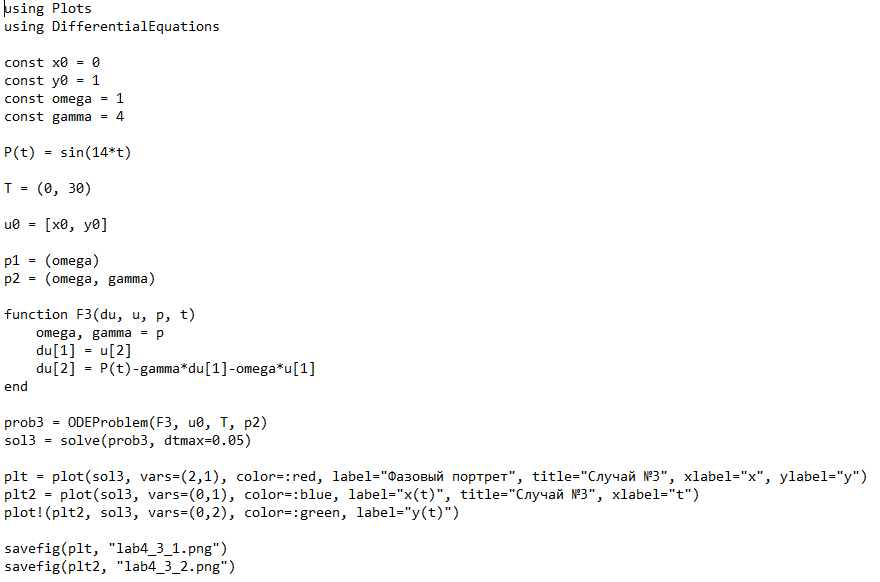 using Plots
using DifferentialEquations

const x0 = 0
const y0 = 1
const omega = 1
const gamma = 4

P(t) = sin(14*t)

T = (0, 30)

u0 = [x0, y0]

p1 = (omega)
p2 = (omega, gamma)

function F3(du, u, p, t)
    omega, gamma = p
    du[1] = u[2]
    du[2] = P(t)-gamma*du[1]-omega*u[1]
end

prob3 = ODEProblem(F3, u0, T, p2)
sol3 = solve(prob3, dtmax=0.05)

plt = plot(sol3, vars=(2,1), color=:red, label="Фазовый портрет", title="Случай №3", xlabel="x", ylabel="y")
plt2 = plot(sol3, vars=(0,1), color=:blue, label="x(t)", title="Случай №3", xlabel="t")
plot!(plt2, sol3, vars=(0,2), color=:green, label="y(t)")

savefig(plt, "lab4_3_1.png")
savefig(plt2, "lab4_3_2.png")